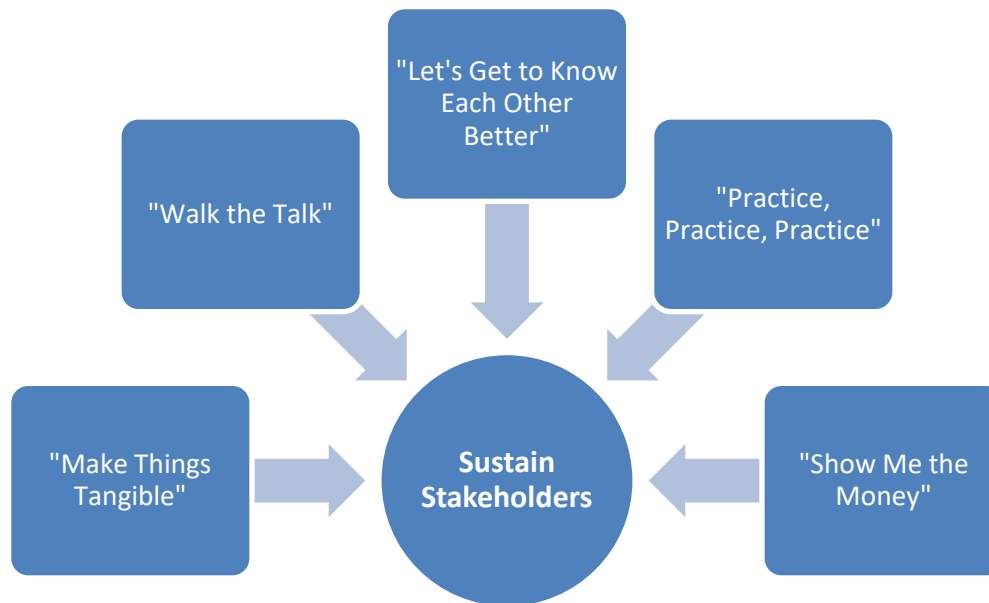 "Let's Get to Know
Each Other
Better"
"Walk the Talk"
"Practice,
Practice, Practice"
"Make Things
Tangible"
Sustain
Stakeholders
"Show Me the
Money"